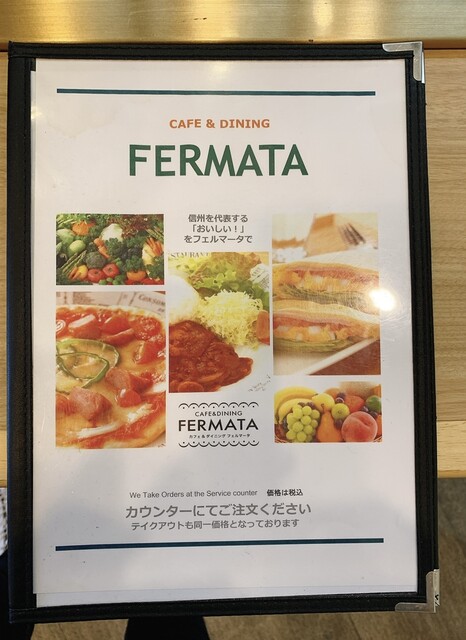 CAFE & DINING
FERMATA
信州を代表する
「おいしい！」
をフェルマータで
CAFE&DINING
FERMATA
カフェ&ダイニング フェルマータ
We Take Orders at the Service counter 価格は税込
カウンターにてご注文ください
テイクアウトも同一価格となっております